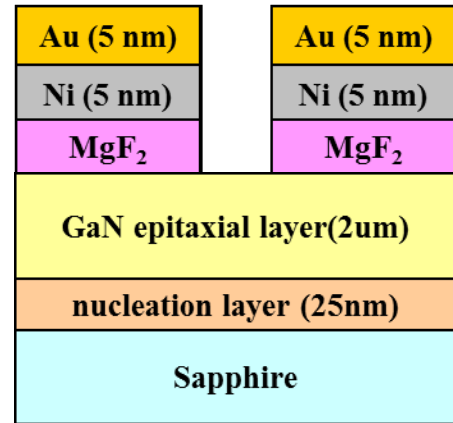 Au (5 nm)
Au (5 nm)
Ni (5 nm)
Ni (5 nm)
MgF₂
MgF₂
GaN epitaxial layer(2um)
nucleation layer (25nm)
Sapphire